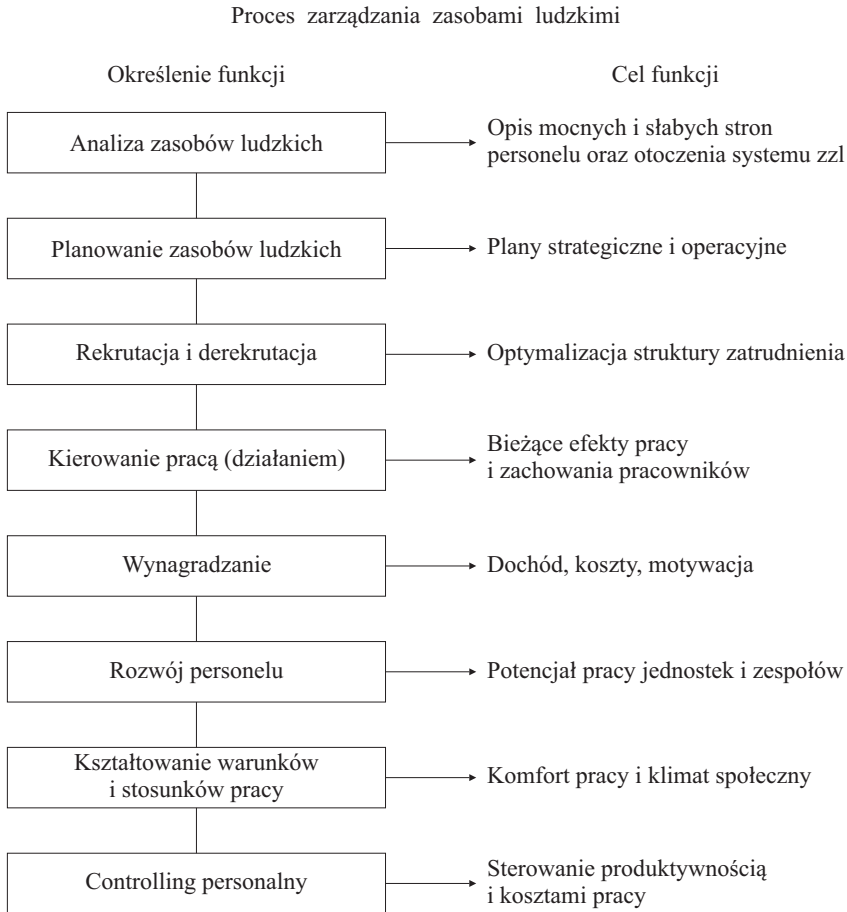 Proces zarządzania zasobami ludzkimi
Określenie funkcji
Cel funkcji
Analiza zasobów ludzkich
Opis mocnych i słabych stron
personelu oraz otoczenia systemu zzl
Planowanie zasobów ludzkich
Plany strategiczne i operacyjne
Rekrutacja i derekrutacja
Optymalizacja struktury zatrudnienia
Kierowanie pracą (działaniem)
Bieżące efekty pracy
i zachowania pracowników
Wynagradzanie
Dochód, koszty, motywacja
Rozwój personelu
Potencjał pracy jednostek i zespołów
Kształtowanie warunków
i stosunków pracy
Komfort pracy i klimat społeczny
Controlling personalny
Sterowanie produktywnością
i kosztami pracy